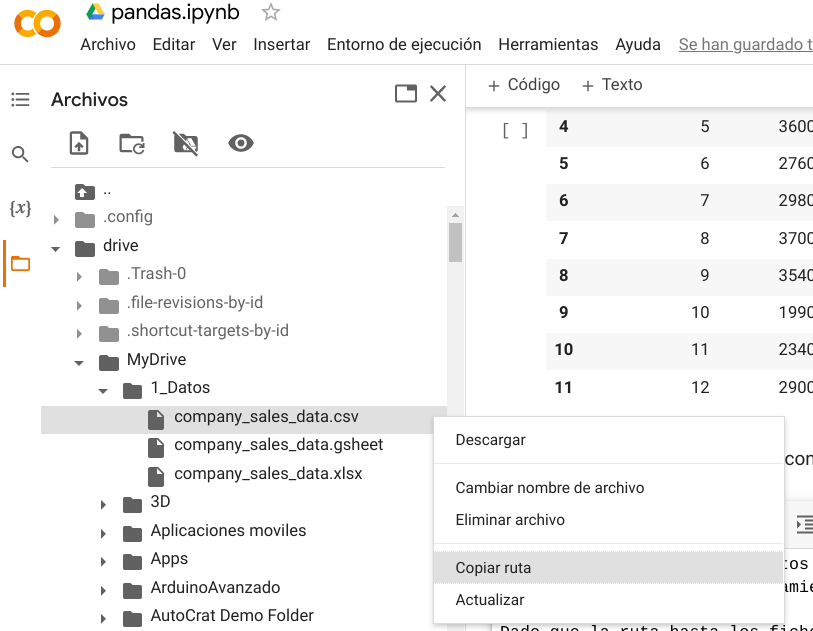 pandas.ipynb
Archivo Editar Ver Insertar Entorno de ejecución Herramientas Ayuda Se han guardado t
Archivos
+ Código + Texto
{x}
..
.config
drive
.Trash-0
.file-revisions-by-id
.shortcut-targets-by-id
MyDrive
1_Datos
company_sales_data.csv
company_sales_data.gsheet
company_sales_data.xlsx
3D
Aplicaciones moviles
Apps
ArduinoAvanzado
AutoCrat Demo Folder
[ ] 4 5 3600
5 6 2760
6 7 2980
7 8 3700
8 9 3540
9 10 1990
10 11 2340
11 12 2900
Descargar
Cambiar nombre de archivo
Eliminar archivo
Copiar ruta
Actualizar
con
tos
amie
Dado que la ruta hasta los fiche